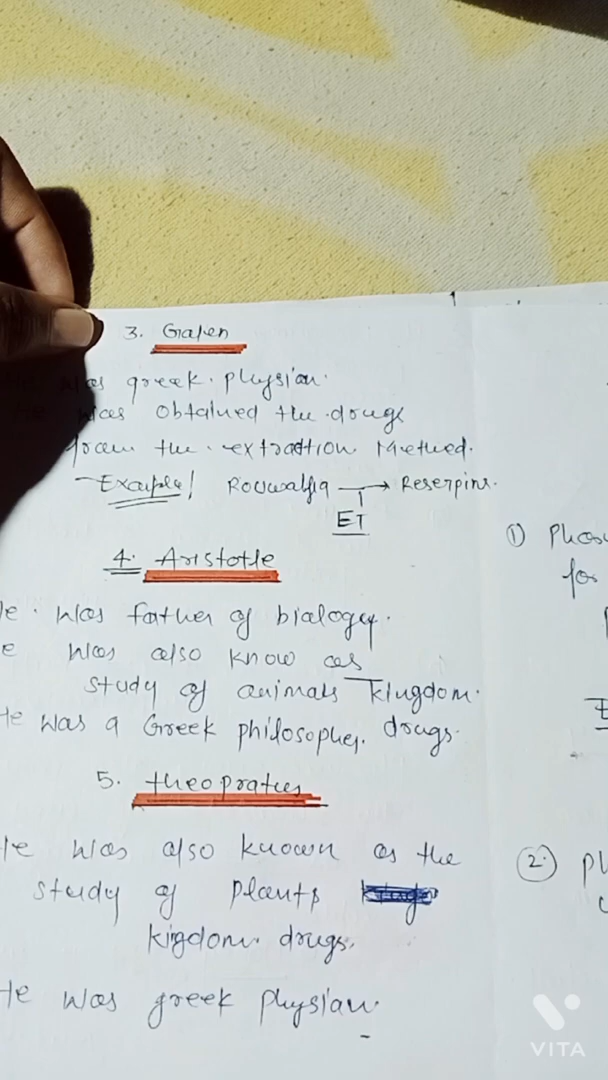 3. Galen
was greek physian.
was obtained the drugs
from the extraction Method.
Example! Rouwalfia → Reserpins.
ET
4. Aristotle
He was father of biology.
He was also know as
study of animals kingdom.
He was a Greek philosopher. drugs.
5. theopratus
He was also known as the
study of plants
kigdom drugs.
He was greek physian.
1) Phos
for
2. Pl
VITA